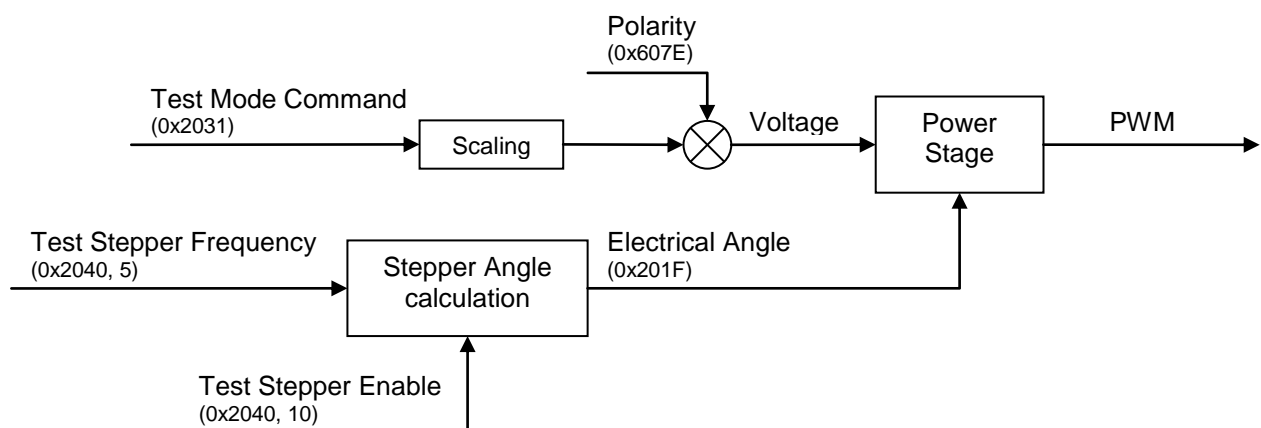 Polarity
(0x607E)
Test Mode Command
(0x2031)
Scaling
Voltage
Power
Stage
PWM
Test Stepper Frequency
(0x2040, 5)
Stepper Angle
calculation
Electrical Angle
(0x201F)
Test Stepper Enable
(0x2040, 10)